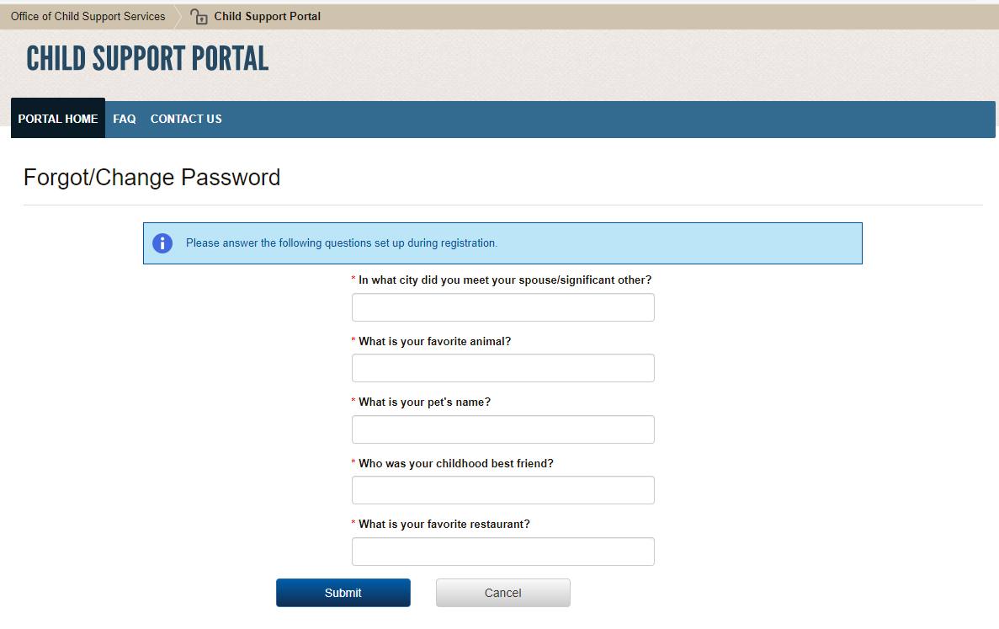 Office of Child Support Services
Child Support Portal
CHILD SUPPORT PORTAL
PORTAL HOME FAQ CONTACT US
Forgot/Change Password
Please answer the following questions set up during registration.
* In what city did you meet your spouse/significant other?
* What is your favorite animal?
* What is your pet's name?
* Who was your childhood best friend?
* What is your favorite restaurant?
Submit Cancel